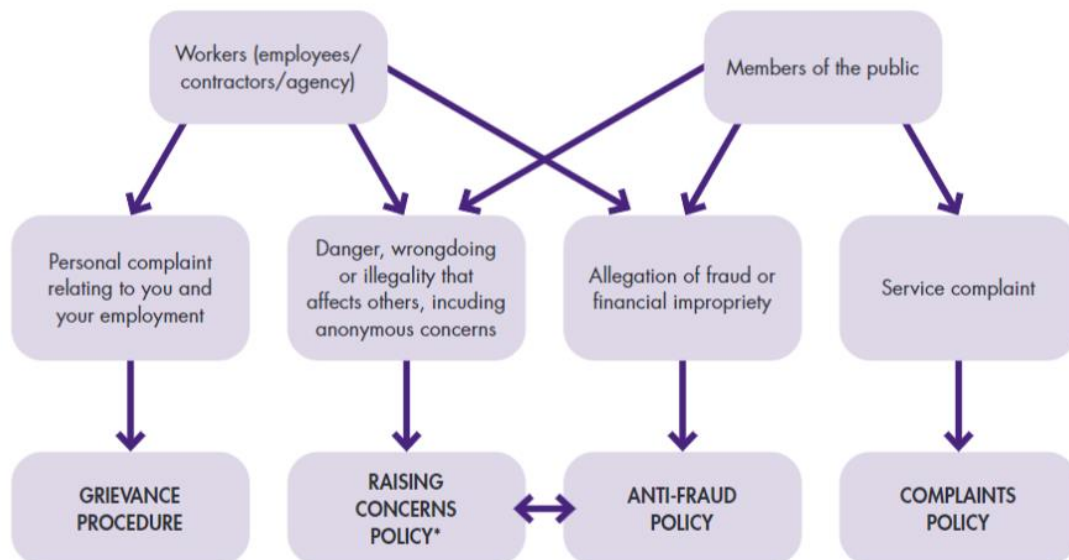 Workers (employees/
contractors/agency)
Members of the public
Personal complaint
relating to you and
your employment
Danger, wrongdoing
or illegality that
affects others, incuding
anonymous concerns
Allegation of fraud or
financial impropriety
Service complaint
GRIEVANCE
PROCEDURE
RAISING
CONCERNS
POLICY*
ANTI-FRAUD
POLICY
COMPLAINTS
POLICY